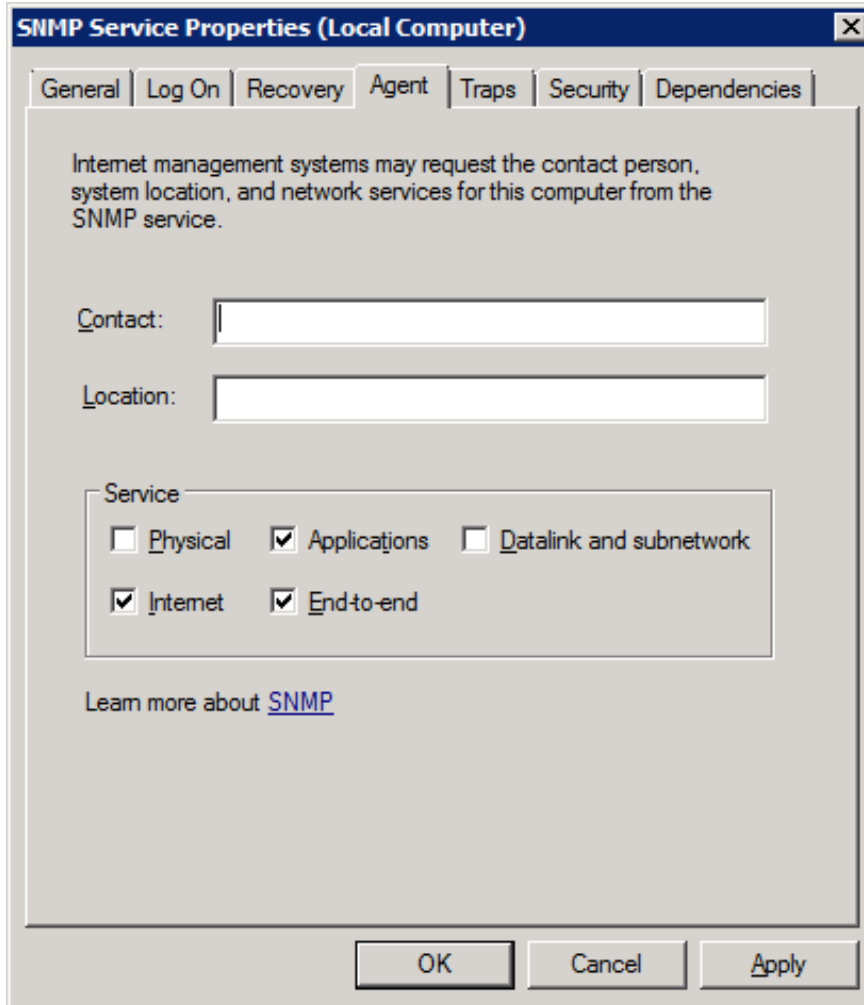 SNMP Service Properties (Local Computer)
General Log On Recovery Agent Traps Security Dependencies
Internet management systems may request the contact person,
system location, and network services for this computer from the
SNMP service.
Contact:
Location:
Service
Physical Applications Datalink and subnetwork
Internet End-to-end
Learn more about SNMP
OK Cancel Apply